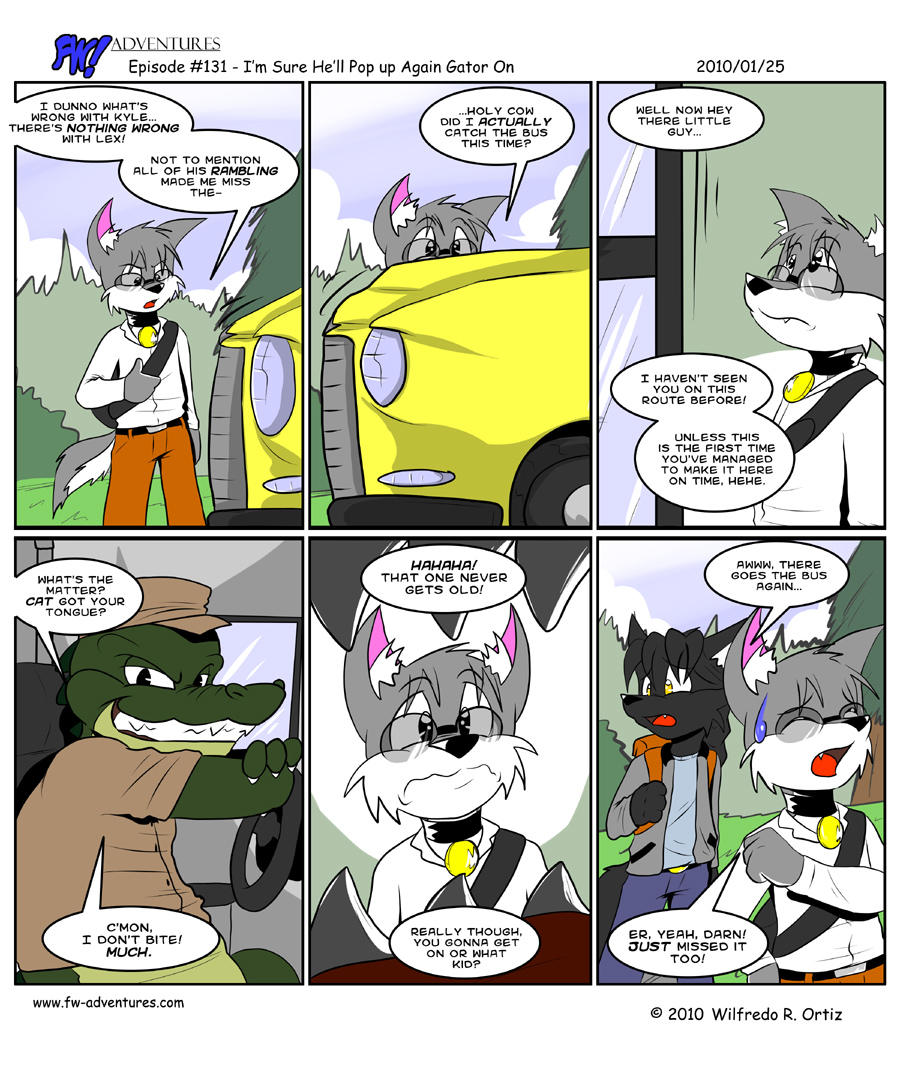 FW! ADVENTURES
Episode #131 - I'm Sure He'll Pop up Again Gator On
2010/01/25
I DUNNO WHAT'S
WRONG WITH KYLE...
THERE'S NOTHING WRONG
WITH LEX!
NOT TO MENTION
ALL OF HIS RAMBLING
MADE ME MISS
THE-
...HOLY COW
DID I ACTUALLY
CATCH THE BUS
THIS TIME?
WELL NOW HEY
THERE LITTLE
GUY...
I HAVEN'T SEEN
YOU ON THIS
ROUTE BEFORE!
UNLESS THIS
IS THE FIRST TIME
YOU'VE MANAGED
TO MAKE IT HERE
ON TIME, HEHE.
WHAT'S THE
MATTER?
CAT GOT YOUR
TONGUE?
C'MON,
I DON'T BITE!
MUCH.
HAHAHA!
THAT ONE NEVER
GETS OLD!
REALLY THOUGH,
YOU GONNA GET
ON OR WHAT
KID?
AWWW, THERE
GOES THE BUS
AGAIN...
ER, YEAH, DARN!
JUST MISSED IT
TOO!
www.fw-adventures.com
© 2010 Wilfredo R. Ortiz